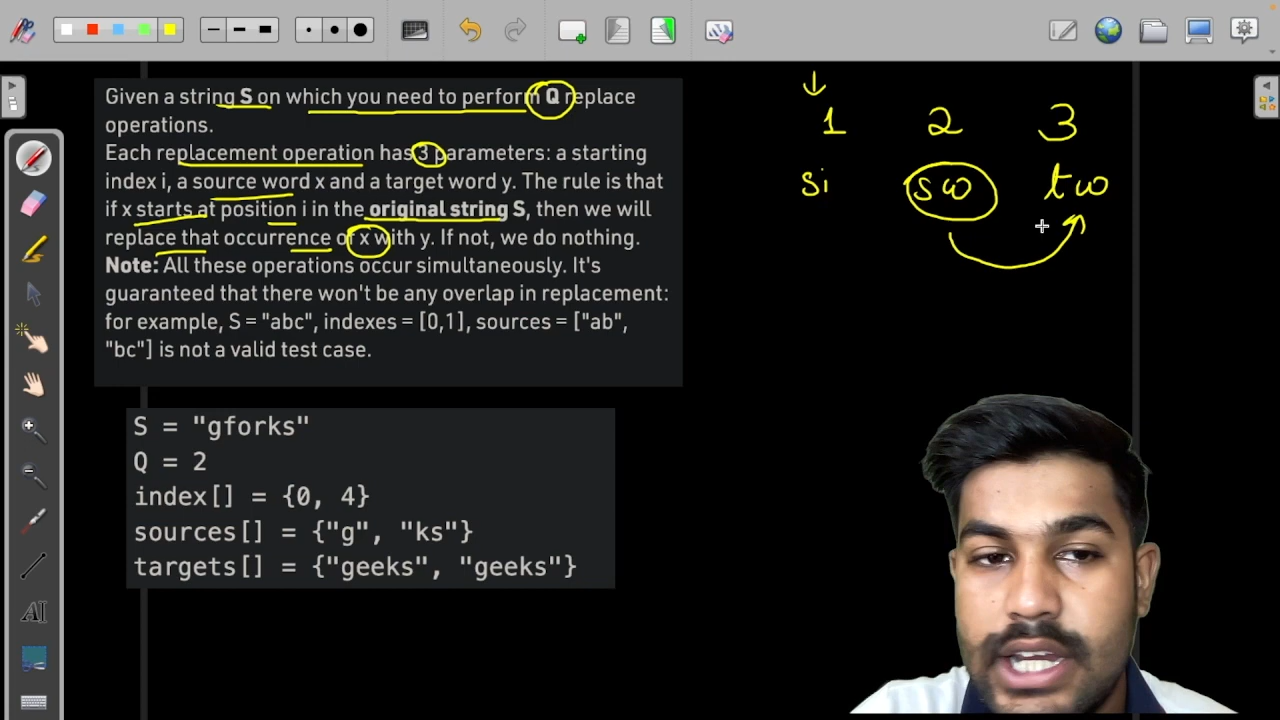 Given a string S on which you need to perform Q replace
operations.
Each replacement operation has 3 parameters: a starting
index i, a source word x and a target word y. The rule is that
if x starts at position i in the original string S, then we will
replace that occurrence of x with y. If not, we do nothing.
Note: All these operations occur simultaneously. It's
guaranteed that there won't be any overlap in replacement:
for example, S = "abc", indexes = [0,1], sources = ["ab",
"bc"] is not a valid test case.
S = "gforks"
Q = 2
index[] = {0, 4}
sources[] = {"g", "ks"}
targets[] = {"geeks", "geeks"}
1 2 3
si sw tw
AI